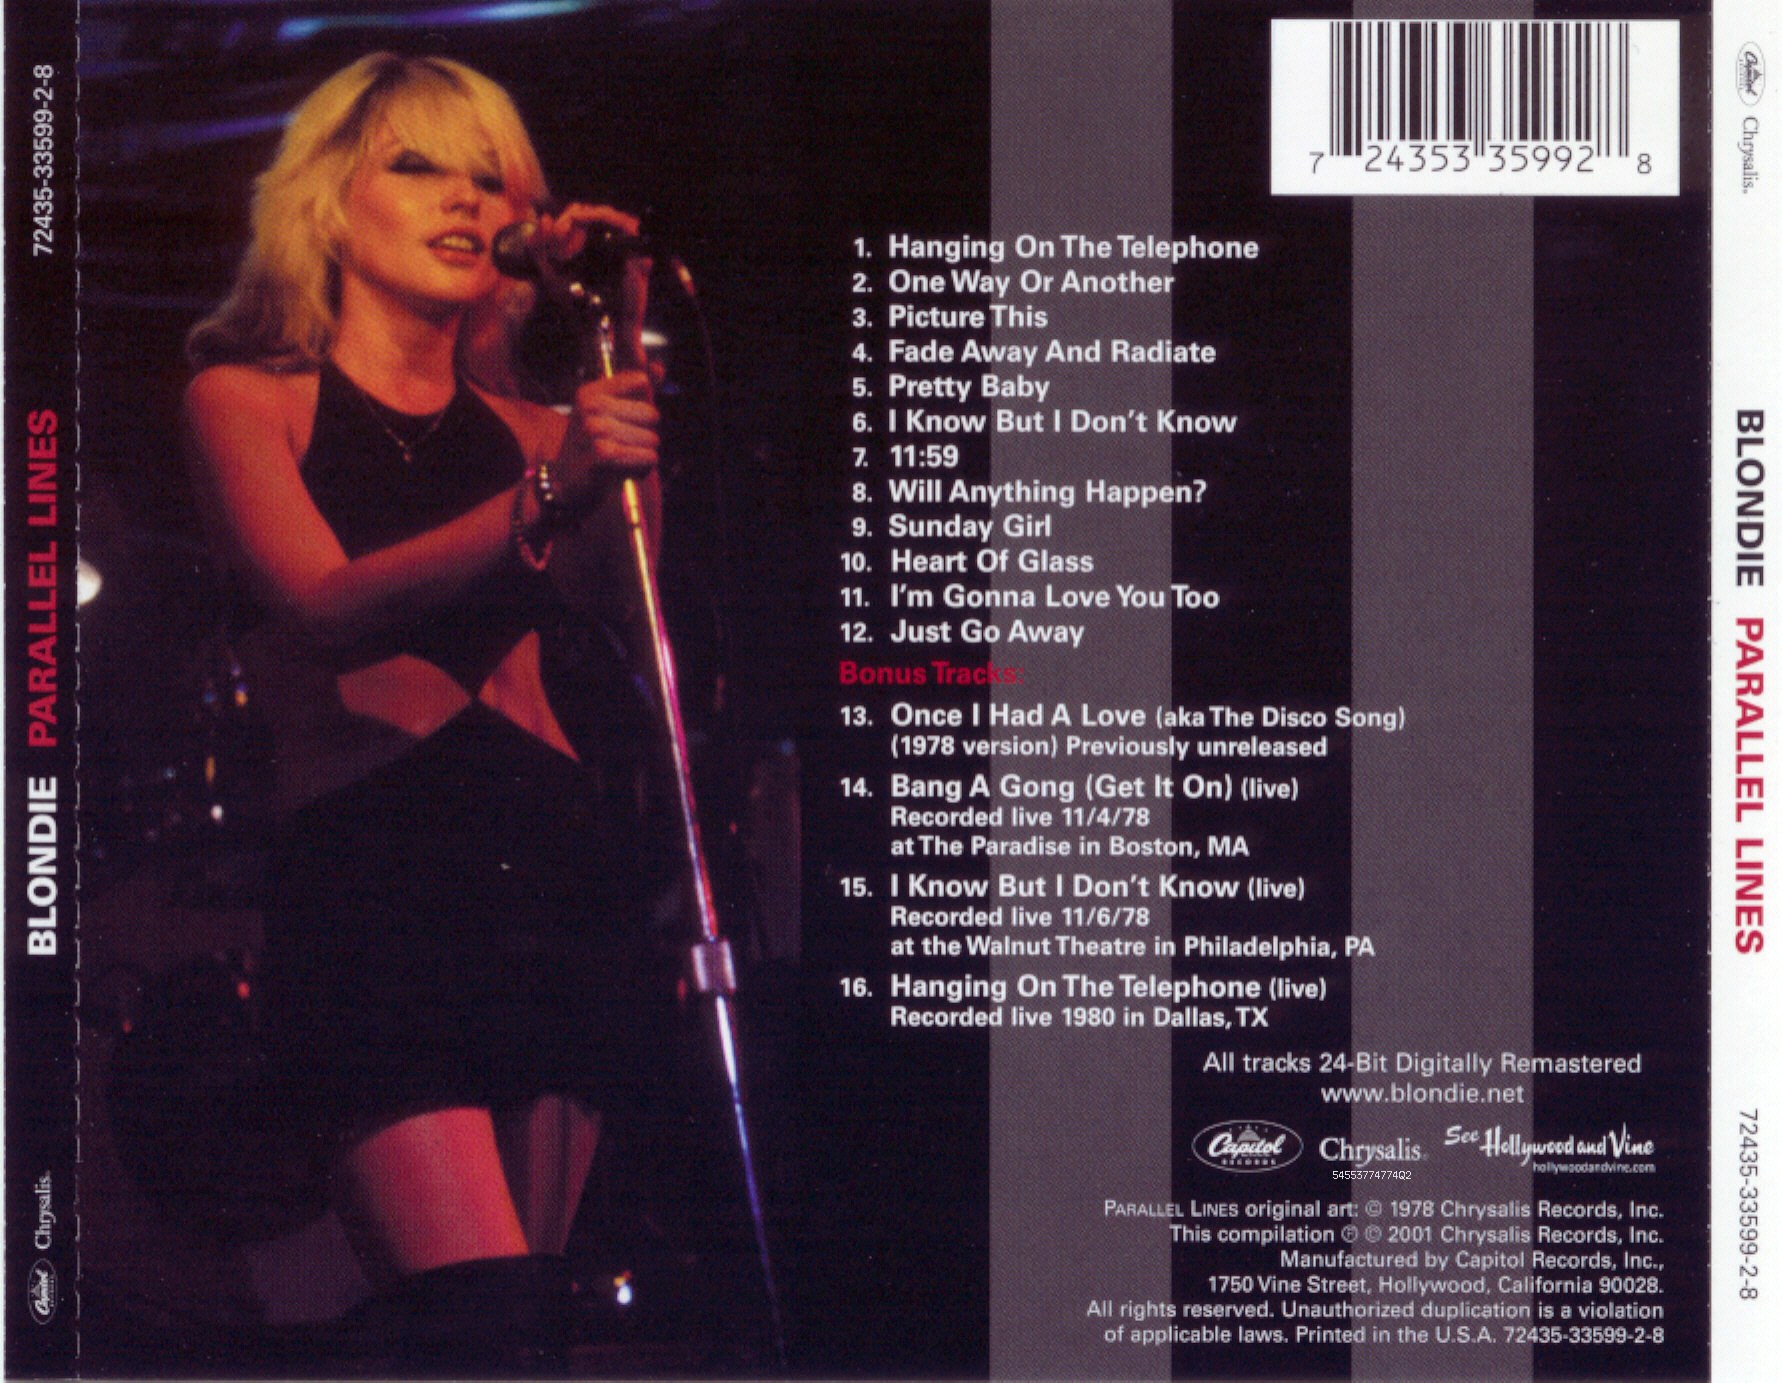 72435-33599-2-8
BLONDIE PARALLEL LINES
Chrysalis.
Capitol
7 24353 35992 8
1. Hanging On The Telephone
2. One Way Or Another
3. Picture This
4. Fade Away And Radiate
5. Pretty Baby
6. I Know But I Don't Know
7. 11:59
8. Will Anything Happen?
9. Sunday Girl
10. Heart Of Glass
11. I'm Gonna Love You Too
12. Just Go Away
Bonus Tracks:
13. Once I Had A Love (aka The Disco Song)
(1978 version) Previously unreleased
14. Bang A Gong (Get It On) (live)
Recorded live 11/4/78
at The Paradise in Boston, MA
15. I Know But I Don't Know (live)
Recorded live 11/6/78
at the Walnut Theatre in Philadelphia, PA
16. Hanging On The Telephone (live)
Recorded live 1980 in Dallas, TX
All tracks 24-Bit Digitally Remastered
www.blondie.net
Capitol RECORDS Chrysalis. See Hollywood and Vine
hollywoodandvine.com
54553774774Q2
PARALLEL LINES original art: © 1978 Chrysalis Records, Inc.
This compilation ℗ © 2001 Chrysalis Records, Inc.
Manufactured by Capitol Records, Inc.,
1750 Vine Street, Hollywood, California 90028.
All rights reserved. Unauthorized duplication is a violation
of applicable laws. Printed in the U.S.A. 72435-33599-2-8
Capitol
Chrysalis.
BLONDIE PARALLEL LINES
72435-33599-2-8